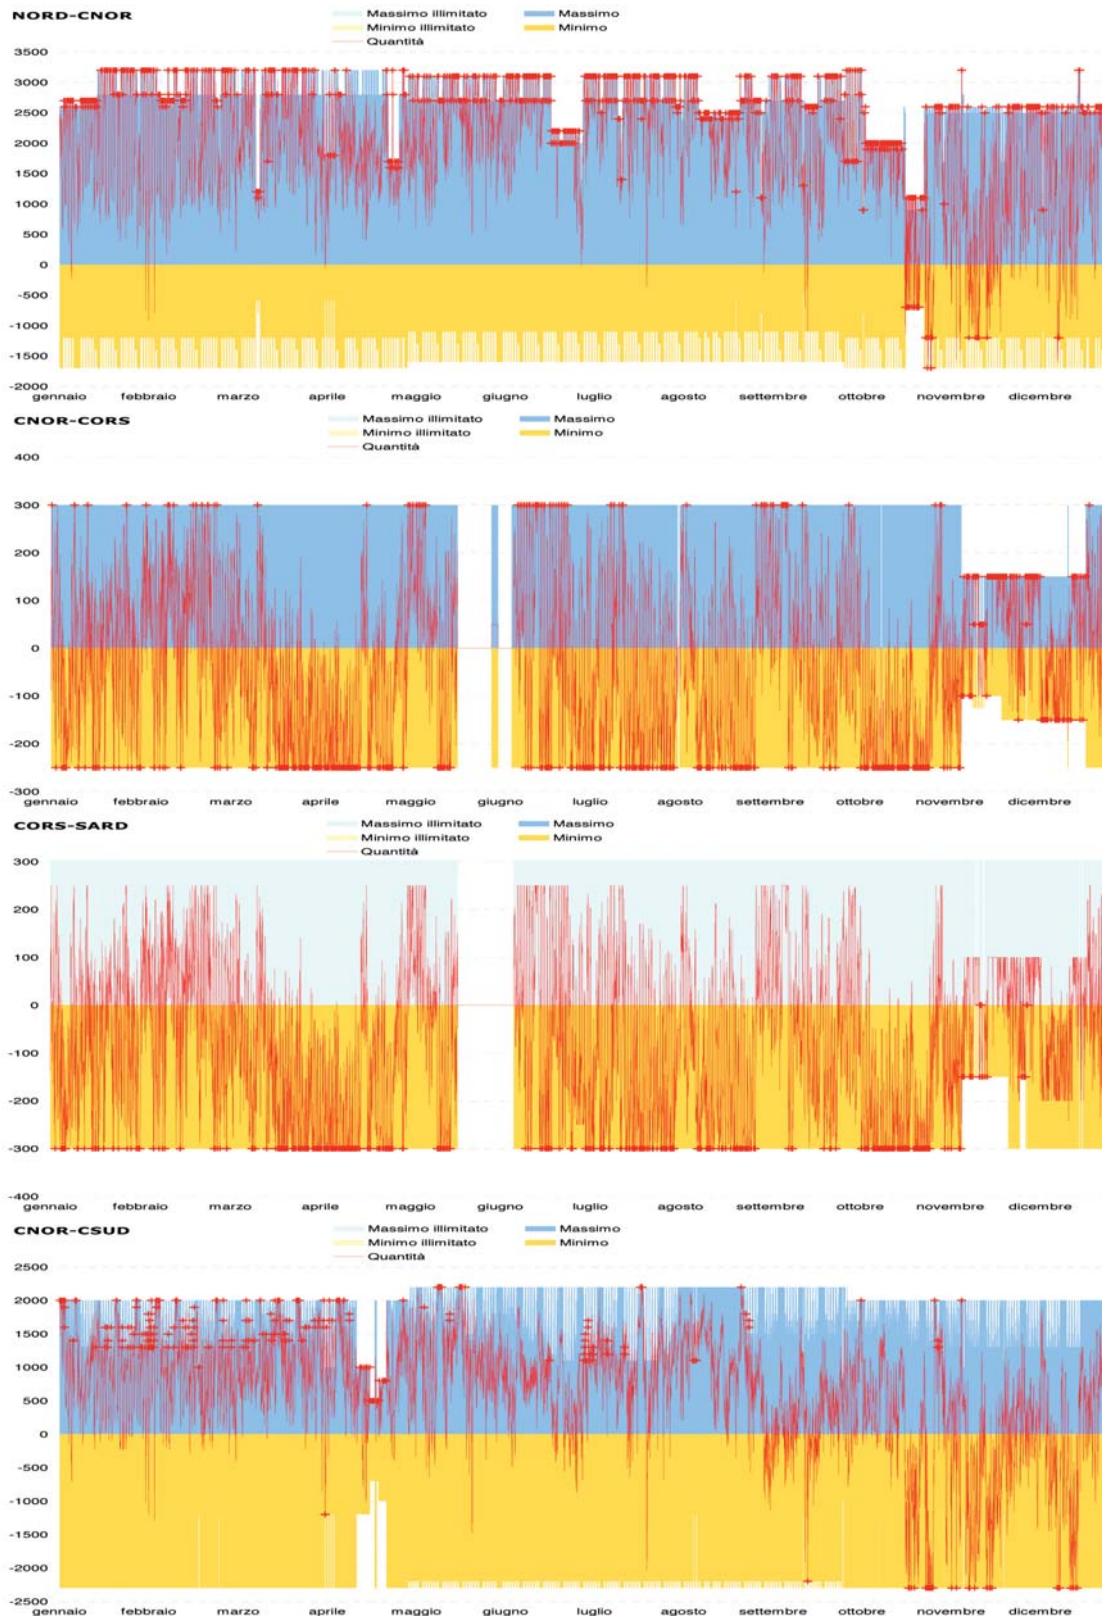 NORD-CNOR
Massimo illimitato Massimo
Minimo illimitato Minimo
Quantità
3500
3000
2500
2000
1500
1000
500
0
-500
-1000
-1500
-2000
gennaio febbraio marzo aprile maggio giugno luglio agosto settembre ottobre novembre dicembre
CNOR-CORS
Massimo illimitato Massimo
Minimo illimitato Minimo
Quantità
400
300
200
100
0
-100
-200
-300
gennaio febbraio marzo aprile maggio giugno luglio agosto settembre ottobre novembre dicembre
CORS-SARD
Massimo illimitato Massimo
Minimo illimitato Minimo
Quantità
300
200
100
0
-100
-200
-300
-400
gennaio febbraio marzo aprile maggio giugno luglio agosto settembre ottobre novembre dicembre
CNOR-CSUD
Massimo illimitato Massimo
Minimo illimitato Minimo
Quantità
2500
2000
1500
1000
500
0
-500
-1000
-1500
-2000
-2500
gennaio febbraio marzo aprile maggio giugno luglio agosto settembre ottobre novembre dicembre